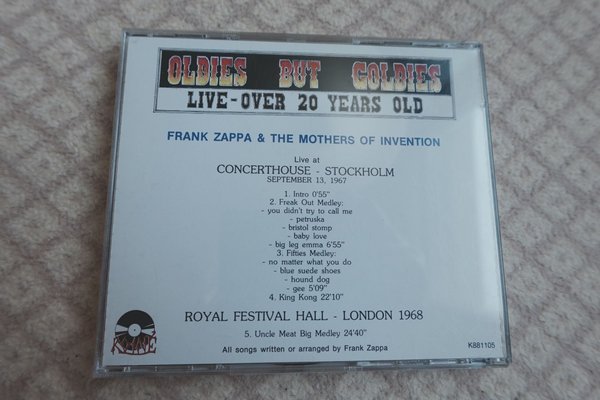 OLDIES BUT GOLDIES
LIVE-OVER 20 YEARS OLD
FRANK ZAPPA & THE MOTHERS OF INVENTION
Live at
CONCERTHOUSE - STOCKHOLM
SEPTEMBER 13, 1967
1. Intro 0'55"
2. Freak Out Medley:
- you didn't try to call me
- petruska
- bristol stomp
- baby love
- big leg emma 6'55"
3. Fifties Medley:
- no matter what you do
- blue suede shoes
- hound dog
- gee 5'09"
4. King Kong 22'10"
ROYAL FESTIVAL HALL - LONDON 1968
5. Uncle Meat Big Medley 24'40"
All songs written or arranged by Frank Zappa
K881105